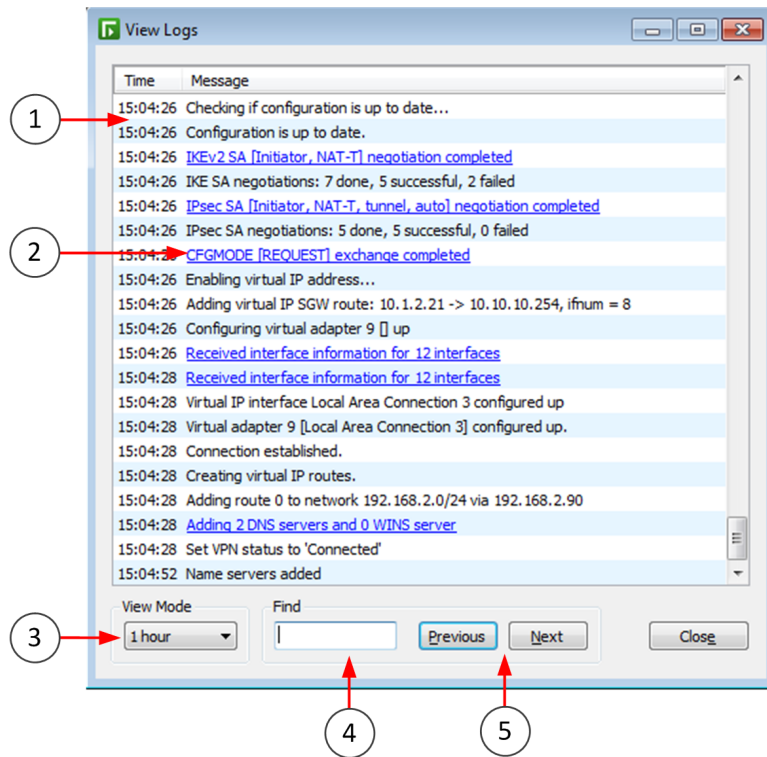 View Logs
Time Message
15:04:26 Checking if configuration is up to date...
1
15:04:26 Configuration is up to date.
15:04:26 IKEv2 SA [Initiator, NAT-T] negotiation completed
15:04:26 IKE SA negotiations: 7 done, 5 successful, 2 failed
15:04:26 IPsec SA [Initiator, NAT-T, tunnel, auto] negotiation completed
15:04:26 IPsec SA negotiations: 5 done, 5 successful, 0 failed
2
15:04:26 CFGMODE [REQUEST] exchange completed
15:04:26 Enabling virtual IP address...
15:04:26 Adding virtual IP SGW route: 10.1.2.21 -> 10.10.10.254, ifnum = 8
15:04:26 Configuring virtual adapter 9 [] up
15:04:26 Received interface information for 12 interfaces
15:04:28 Received interface information for 12 interfaces
15:04:28 Virtual IP interface Local Area Connection 3 configured up
15:04:28 Virtual adapter 9 [Local Area Connection 3] configured up.
15:04:28 Connection established.
15:04:28 Creating virtual IP routes.
15:04:28 Adding route 0 to network 192.168.2.0/24 via 192.168.2.90
15:04:28 Adding 2 DNS servers and 0 WINS server
15:04:28 Set VPN status to 'Connected'
15:04:52 Name servers added
View Mode Find
3
1 hour Previous Next Close
4 5